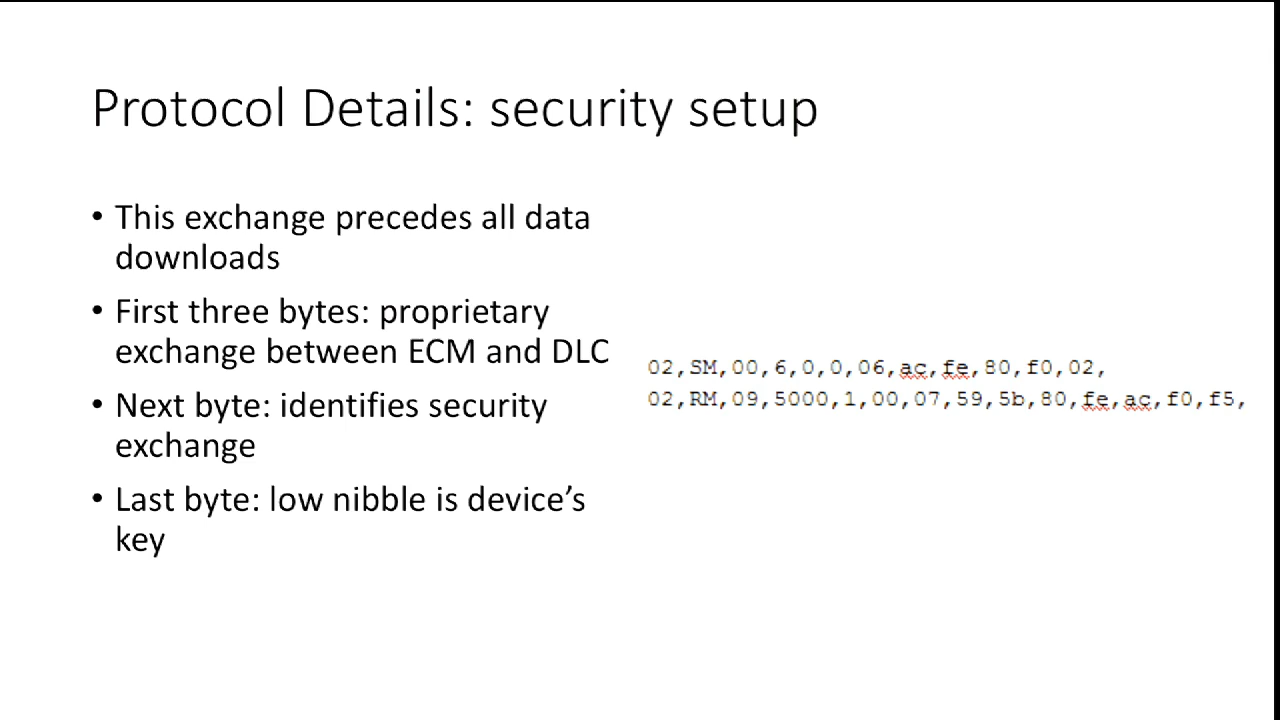 Protocol Details: security setup
• This exchange precedes all data
downloads
• First three bytes: proprietary
exchange between ECM and DLC
• Next byte: identifies security
exchange
• Last byte: low nibble is device’s
key
02,SM,00,6,0,0,06,ac,fe,80,f0,02,
02,RM,09,5000,1,00,07,59,5b,80,fe,ac,f0,f5,